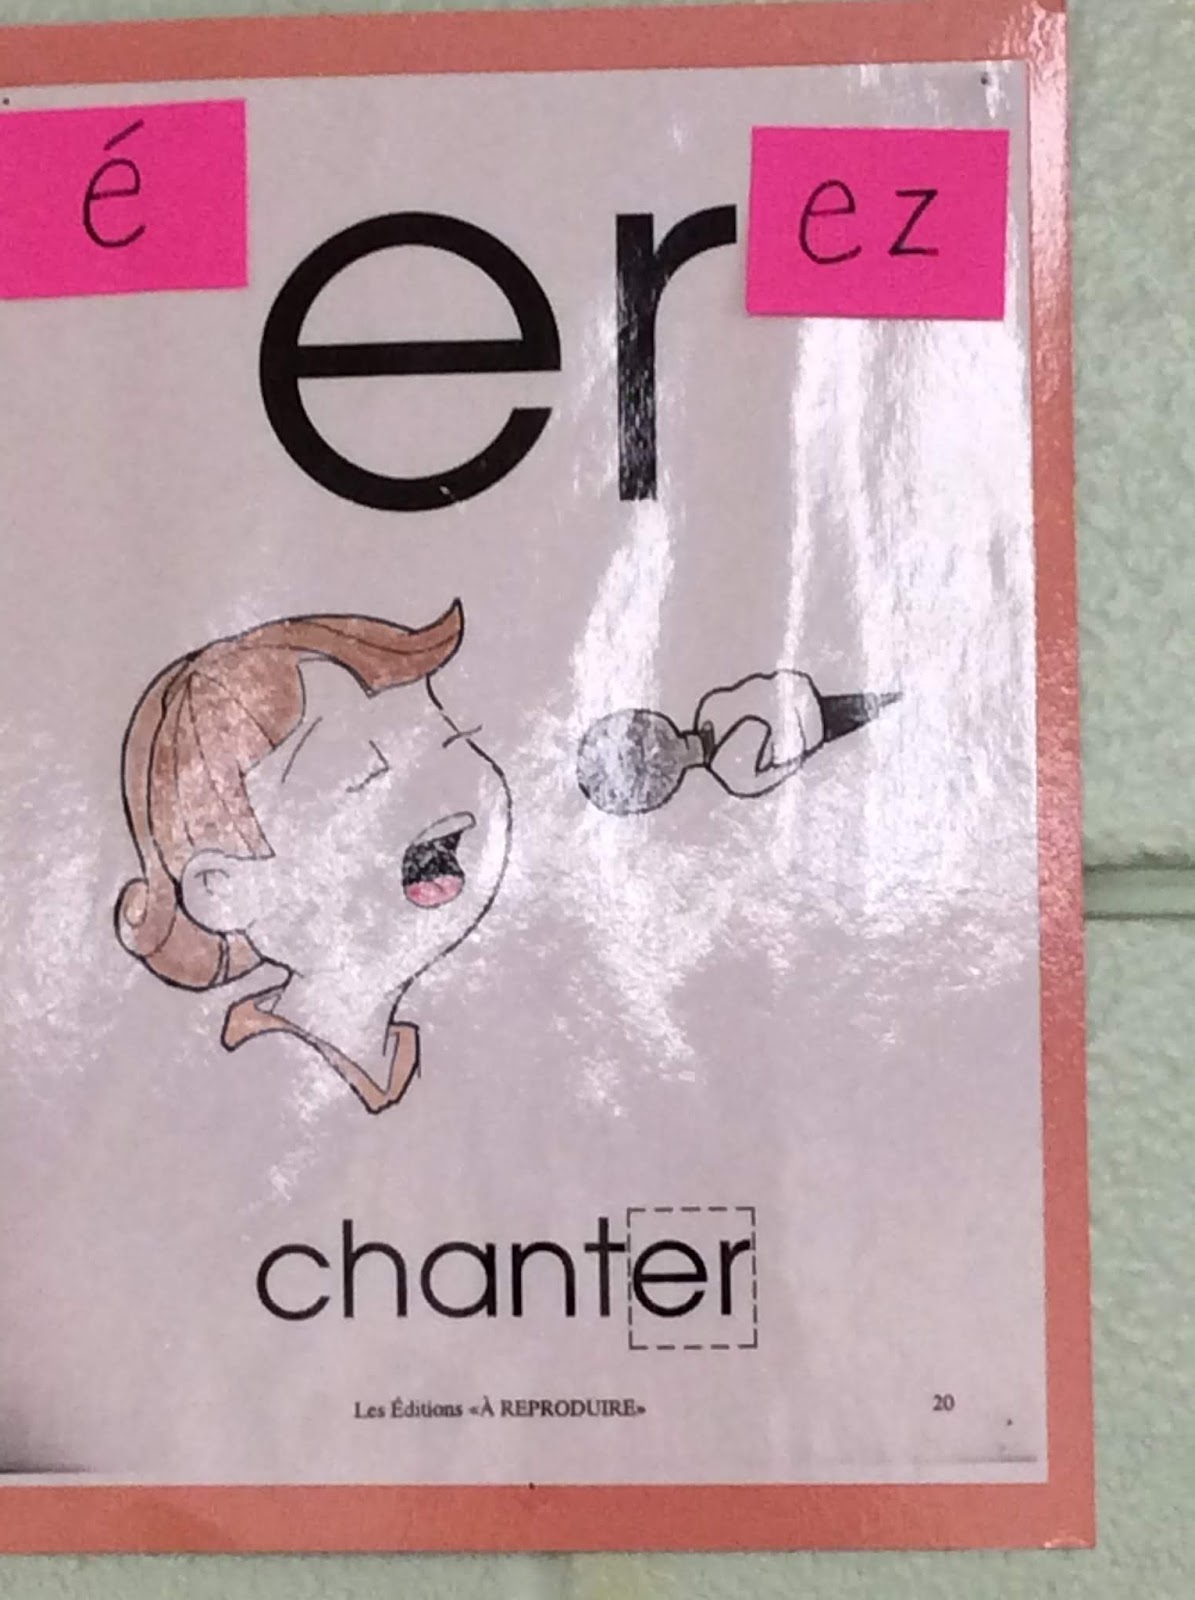 é
er
ez
chanter
Les Éditions «À REPRODUIRE»
20